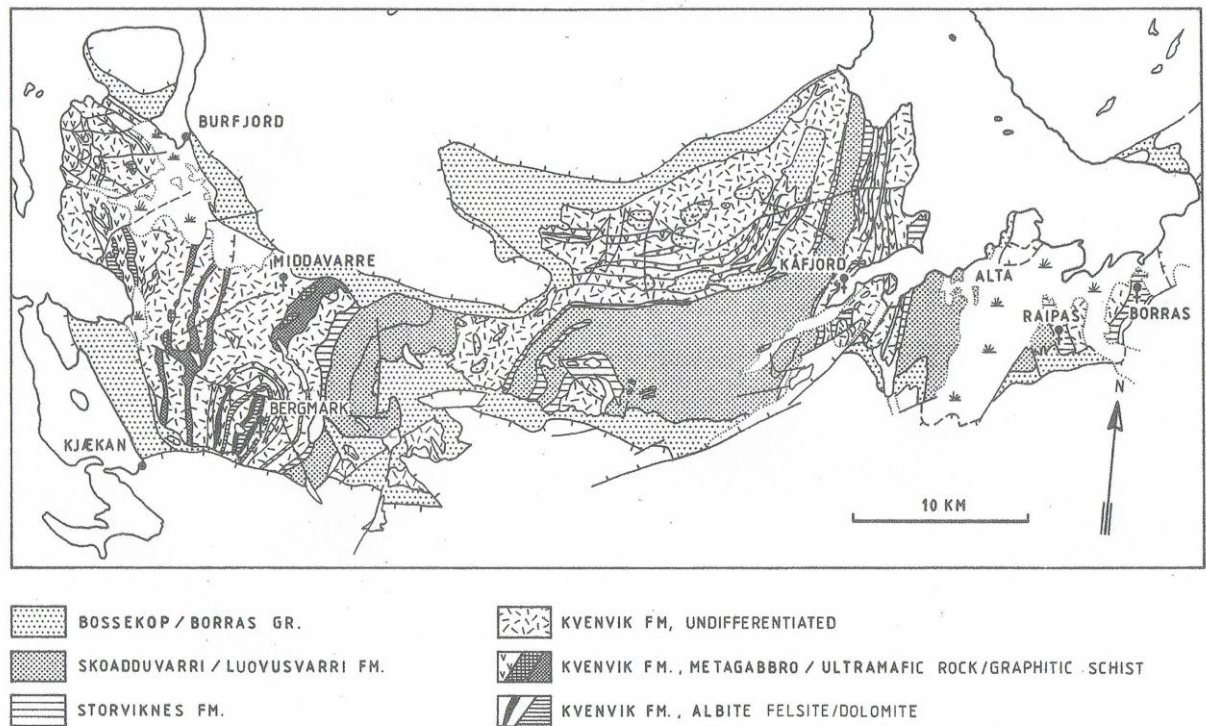 BURFJORD
MIDDAVARRE
KÅFJORD
ALTA
RAIPAS
BORRAS
BERGMARK
KJÆKAN
N
10 KM
BOSSEKOP / BORRAS GR.
SKOADDUVARRI / LUOVUSVARRI FM.
STORVIKNES FM.
KVENVIK FM, UNDIFFERENTIATED
KVENVIK FM., METAGABBRO / ULTRAMAFIC ROCK/GRAPHITIC SCHIST
KVENVIK FM., ALBITE FELSITE/DOLOMITE